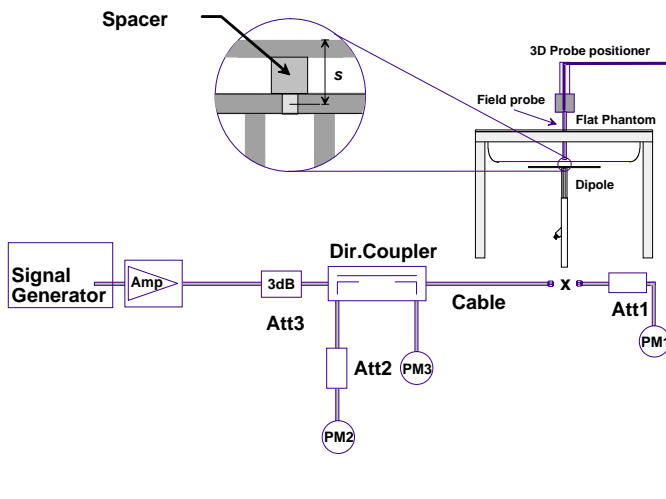 Spacer
s
3D Probe positioner
Field probe
Flat Phantom
Dipole
Dir.Coupler
Signal
Generator
Amp
3dB
Cable
x
Att1
Att3
PM1
Att2
PM3
PM2